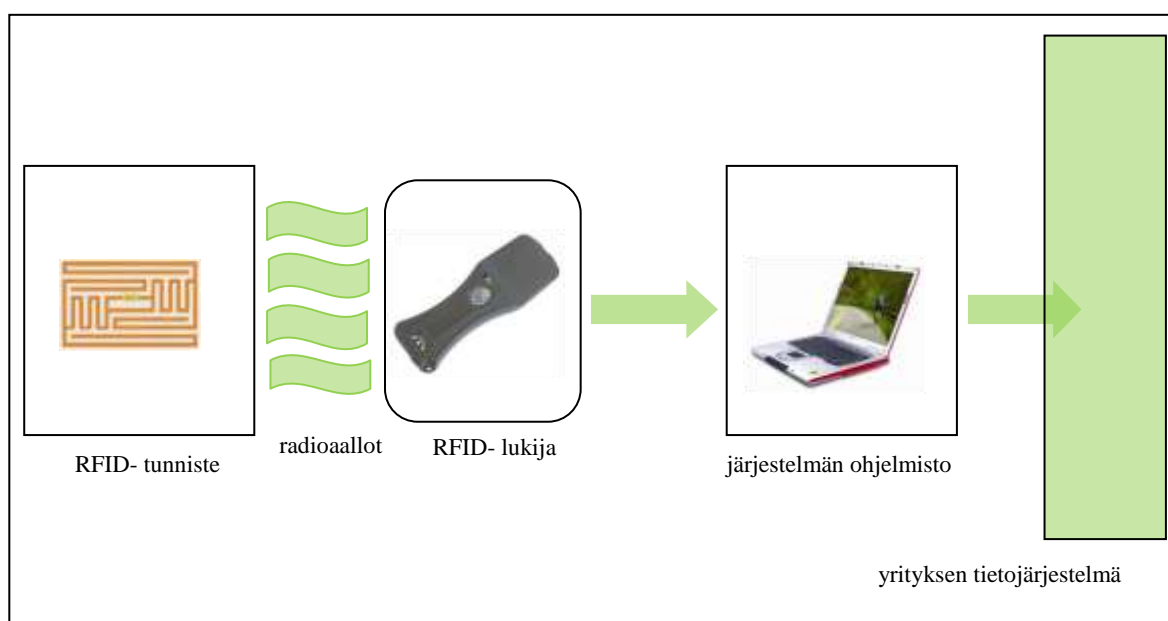 RFID- tunniste
radioaallot
RFID- lukija
järjestelmän ohjelmisto
yrityksen tietojärjestelmä